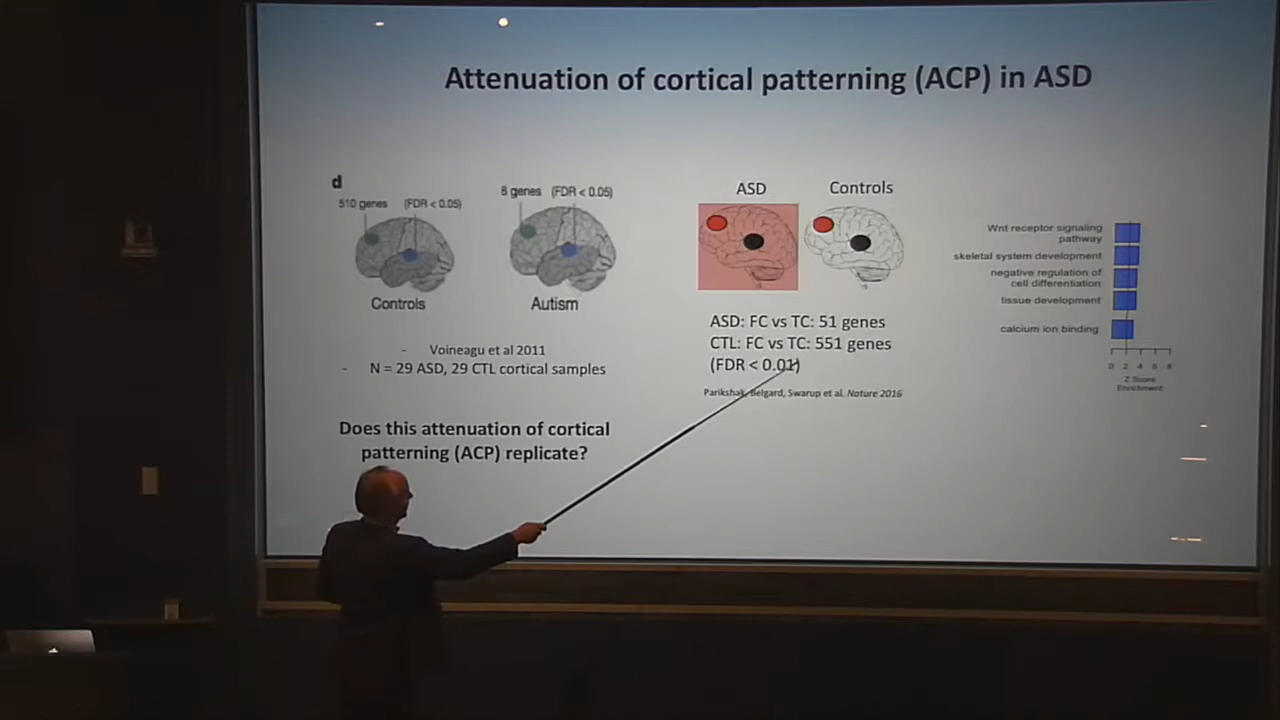 Attenuation of cortical patterning (ACP) in ASD
d
510 genes (FDR < 0.05)
8 genes (FDR < 0.05)
Controls
Autism
- Voineagu et al 2011
- N = 29 ASD, 29 CTL cortical samples
Does this attenuation of cortical
patterning (ACP) replicate?
ASD
Controls
ASD: FC vs TC: 51 genes
CTL: FC vs TC: 551 genes
(FDR < 0.01)
Parikshak, Belgard, Swarup et al. Nature 2016
Wnt receptor signaling
pathway
skeletal system development
negative regulation of
cell differentiation
tissue development
calcium ion binding
0 2 4 6 8
Z Score
Enrichment